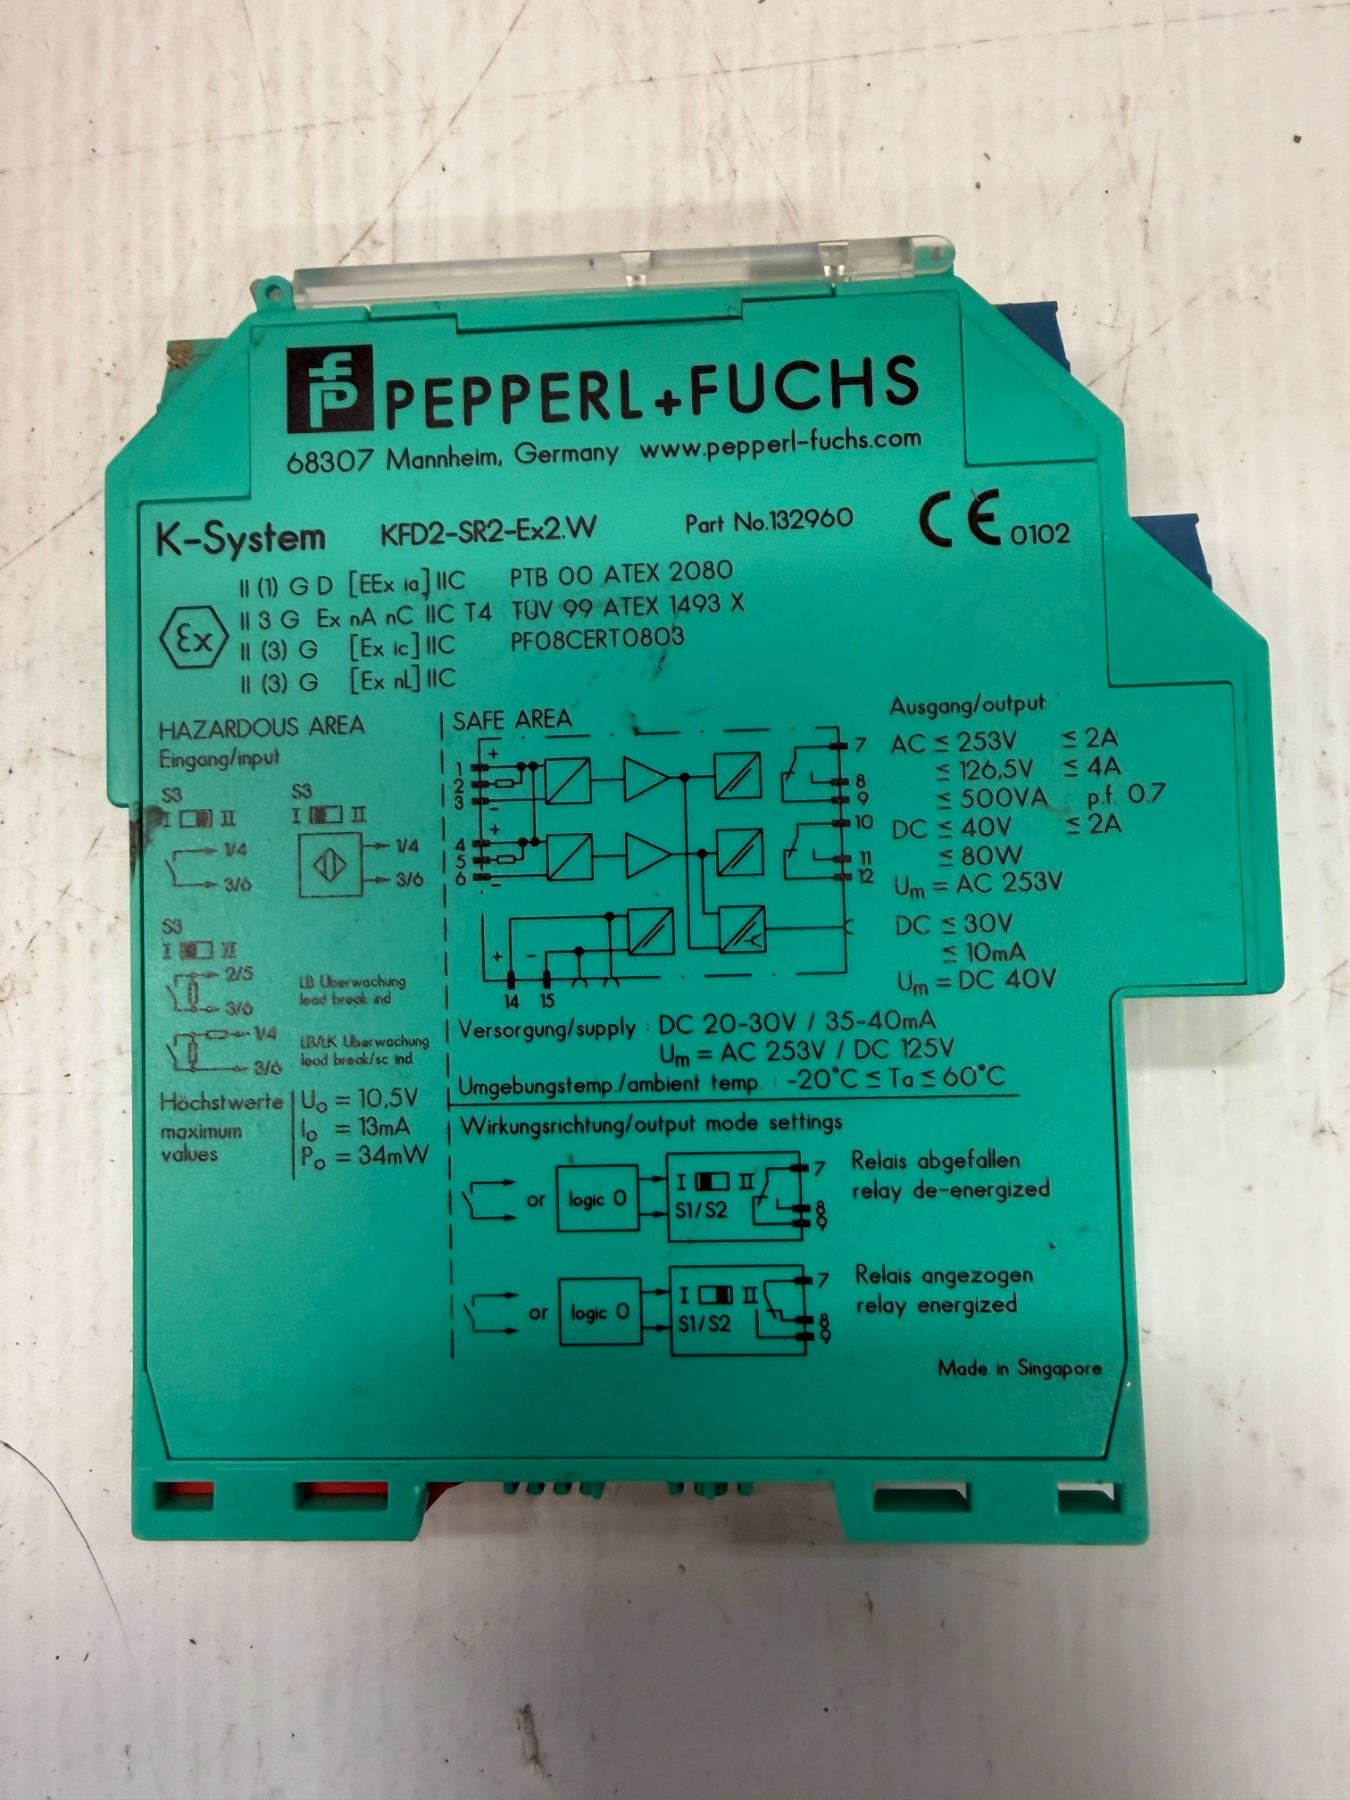 PEPPERL+FUCHS
68307 Mannheim, Germany www.pepperl-fuchs.com
K-System KFD2-SR2-Ex2.W Part No.132960 CE 0102
II (1) G D [EEx ia] IIC PTB 00 ATEX 2080
II 3 G Ex nA nC IIC T4 TÜV 99 ATEX 1493 X
II (3) G [Ex ic] IIC PF08CERT0803
II (3) G [Ex nL] IIC
Ex
HAZARDOUS AREA
Eingang/input
S3
I II
1/4
3/6
S3
I II
1/4
3/6
S3
I II
2/5
3/6
LB Überwachung
lead break ind
1/4
3/6
LB/LK Überwachung
lead break/sc ind.
Höchstwerte
maximum
values
Uo = 10,5V
Io = 13mA
Po = 34mW
SAFE AREA
+
1
2
3
-
+
4
5
6
-
7
8
9
10
11
12
+ -
14 15
Ausgang/output
AC ≤ 253V ≤ 2A
≤ 126,5V ≤ 4A
≤ 500VA p.f. 0.7
DC ≤ 40V ≤ 2A
≤ 80W
Um = AC 253V
DC ≤ 30V
≤ 10mA
Um = DC 40V
Versorgung/supply : DC 20-30V / 35-40mA
Um = AC 253V / DC 125V
Umgebungstemp./ambient temp. : -20°C ≤ Ta ≤ 60°C
Wirkungsrichtung/output mode settings
or
logic 0
I II
S1/S2
7
8
9
Relais abgefallen
relay de-energized
or
logic 0
I II
S1/S2
7
8
9
Relais angezogen
relay energized
Made in Singapore